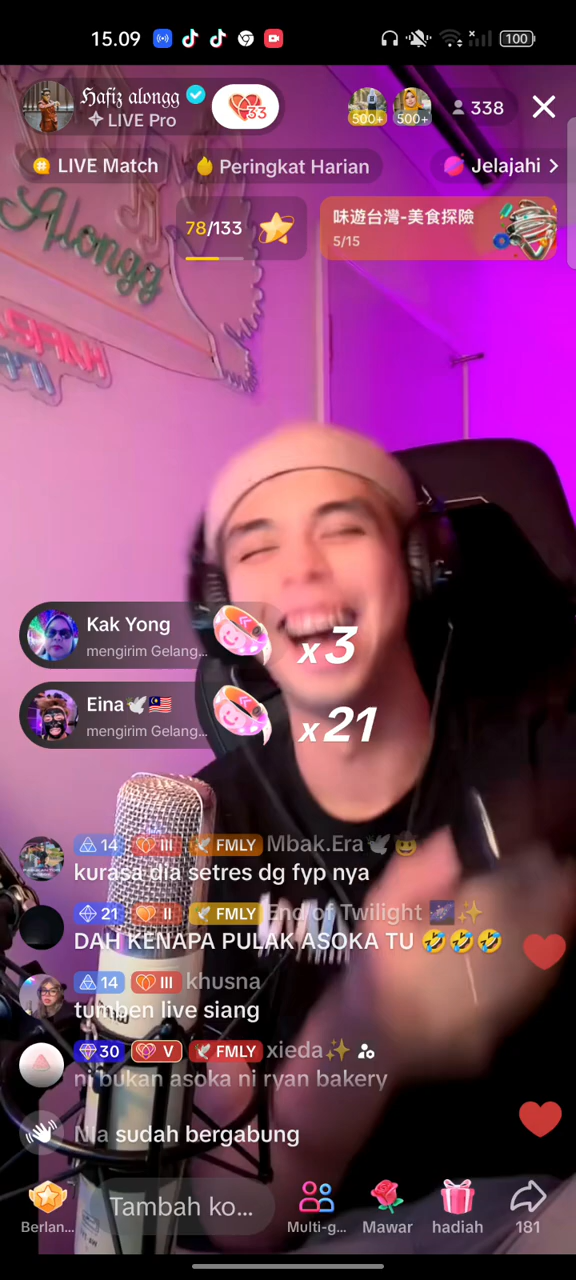 15.09
100
Hafiz alongg
LIVE Pro
33
500+
500+
338
LIVE Match
Peringkat Harian
Jelajahi
Alongg
78/133
味遊台灣-美食探險
5/15
Kak Yong
mengirim Gelang...
x3
Eina
mengirim Gelang...
x21
14 III FMLY Mbak.Era
kurasa dia setres dg fyp nya
21 II FMLY End of Twilight
DAH KENAPA PULAK ASOKA TU
14 III khusna
tumben live siang
30 V FMLY xieda
ni bukan asoka ni ryan bakery
Nla sudah bergabung
Berlan...
Tambah ko...
Multi-g...
Mawar
hadiah
181